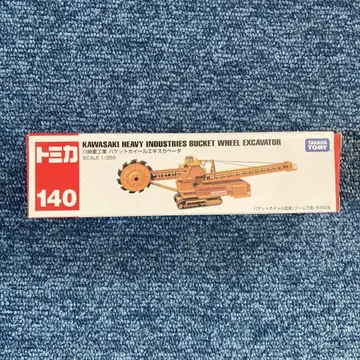 トミカ
140
KAWASAKI HEAVY INDUSTRIES BUCKET WHEEL EXCAVATOR
川崎重工業 バケットホイールエキスカベータ
SCALE 1/350
TAKARA
TOMY